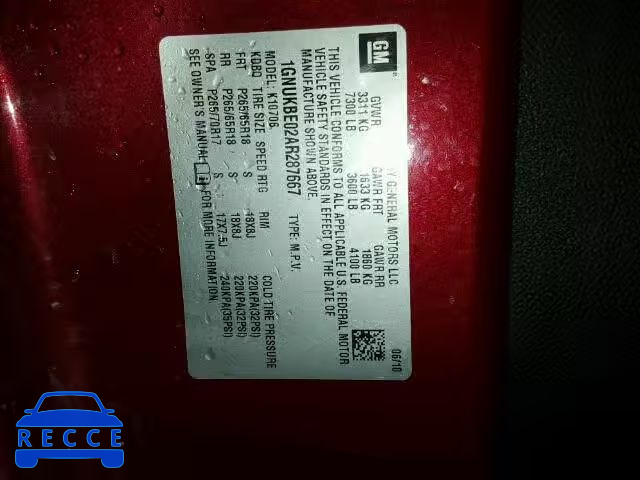 GM
BY GENERAL MOTORS LLC 06/10
GVWR GAWR FRT GAWR RR
3311 KG 1633 KG 1860 KG
7300 LB 3600 LB 4100 LB
THIS VEHICLE CONFORMS TO ALL APPLICABLE U.S. FEDERAL MOTOR
VEHICLE SAFETY STANDARDS IN EFFECT ON THE DATE OF
MANUFACTURE SHOWN ABOVE.
1GNUKBE02AR287667 TYPE: M.P.V.
MODEL: K10706
KDBQ TIRE SIZE SPEED RTG RIM COLD TIRE PRESSURE
FRT P265/65R18 S 18X8J 220KPA(32PSI)
RR P265/65R18 S 18X8J 220KPA(32PSI)
SPA P265/70R17 S 17X7.5J 240KPA(35PSI)
SEE OWNER'S MANUAL FOR MORE INFORMATION
RECCE